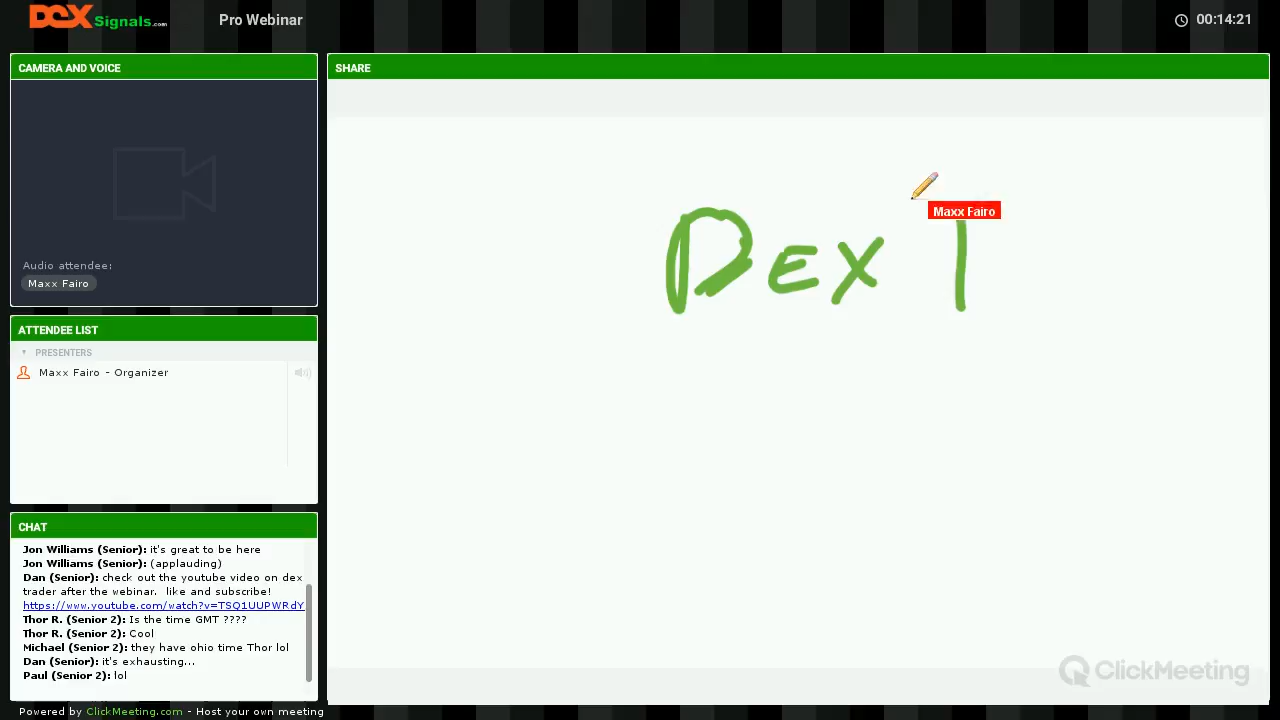 DEX Signals.com
Pro Webinar
00:14:21
CAMERA AND VOICE
Audio attendee:
Maxx Fairo
ATTENDEE LIST
PRESENTERS
Maxx Fairo - Organizer
CHAT
Jon Williams (Senior): it's great to be here
Jon Williams (Senior): (applauding)
Dan (Senior): check out the youtube video on dex
trader after the webinar. like and subscribe!
https://www.youtube.com/watch?v=TSQ1UUPWRdY
Thor R. (Senior 2): Is the time GMT ????
Thor R. (Senior 2): Cool
Michael (Senior 2): they have ohio time Thor lol
Dan (Senior): it's exhausting...
Paul (Senior 2): lol
Powered by ClickMeeting.com - Host your own meeting
SHARE
Maxx Fairo
DEX T
ClickMeeting